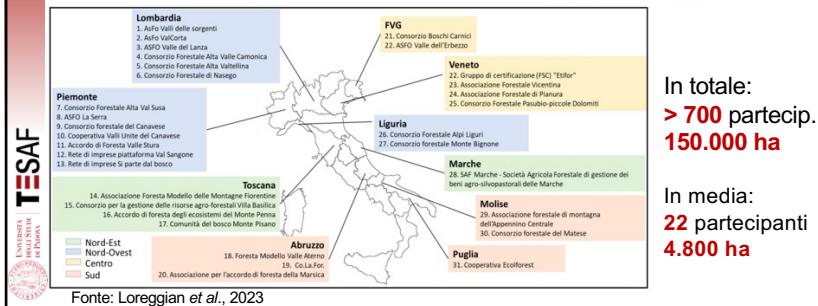 Lombardia
1. AsFo Valli delle sorgenti
2. AsFo ValCorta
3. ASFO Valle del Lanza
4. Consorzio Forestale Alta Valle Camonica
5. Consorzio Forestale Alta Valtellina
6. Consorzio Forestale di Nasego
FVG
21. Consorzio Boschi Carnici
22. ASFO Valle dell'Erbezzo
Veneto
22. Gruppo di certificazione (FSC) "Etifor"
23. Associazione Forestale Vicentina
24. Associazione Forestale di Pianura
25. Consorzio Forestale Pasubio-piccole Dolomiti
Piemonte
7. Consorzio Forestale Alta Val Susa
8. ASFO La Serra
9. Consorzio forestale del Canavese
10. Cooperativa Valli Unite del Canavese
11. Accordo di Foresta Valle Stura
12. Rete di imprese piattaforma Val Sangone
13. Rete di imprese Si parte dal bosco
Liguria
26. Consorzio Forestale Alpi Liguri
27. Consorzio forestale Monte Bignone
Marche
28. SAF Marche - Società Agricola Forestale di gestione dei
beni agro-silvopastorali delle Marche
Toscana
14. Associazione Foresta Modello delle Montagne Fiorentine
15. Consorzio per la gestione delle risorse agro-forestali Villa Basilica
16. Accordo di foresta degli ecosistemi del Monte Penna
17. Comunità del bosco Monte Pisano
Molise
29. Associazione forestale di montagna
dell'Appennino Centrale
30. Consorzio forestale del Matese
Abruzzo
18. Foresta Modello Valle Aterno
19. Co.La.For.
20. Associazione per l'accordo di foresta della Marsica
Puglia
31. Cooperativa Ecolforest
Nord-Est
Nord-Ovest
Centro
Sud
Fonte: Loreggian et al., 2023
In totale:
> 700 partecip.
150.000 ha
In media:
22 partecipanti
4.800 ha
TESAF
UNIVERSITÀ
DEGLI STUDI
DI PADOVA